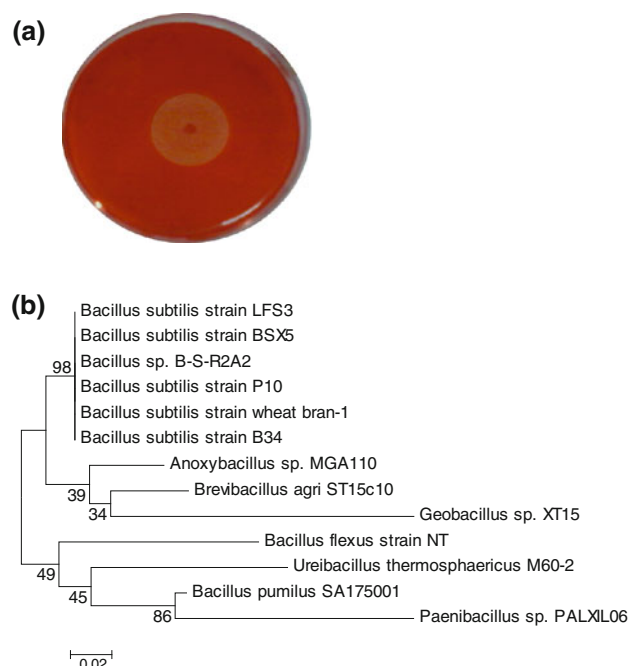 (a)
(b)
Bacillus subtilis strain LFS3
Bacillus subtilis strain BSX5
Bacillus sp. B-S-R2A2
98
Bacillus subtilis strain P10
Bacillus subtilis strain wheat bran-1
Bacillus subtilis strain B34
Anoxybacillus sp. MGA110
39
Brevibacillus agri ST15c10
34
Geobacillus sp. XT15
Bacillus flexus strain NT
49
Ureibacillus thermosphaericus M60-2
45
Bacillus pumilus SA175001
86
Paenibacillus sp. PALXIL06
0.02